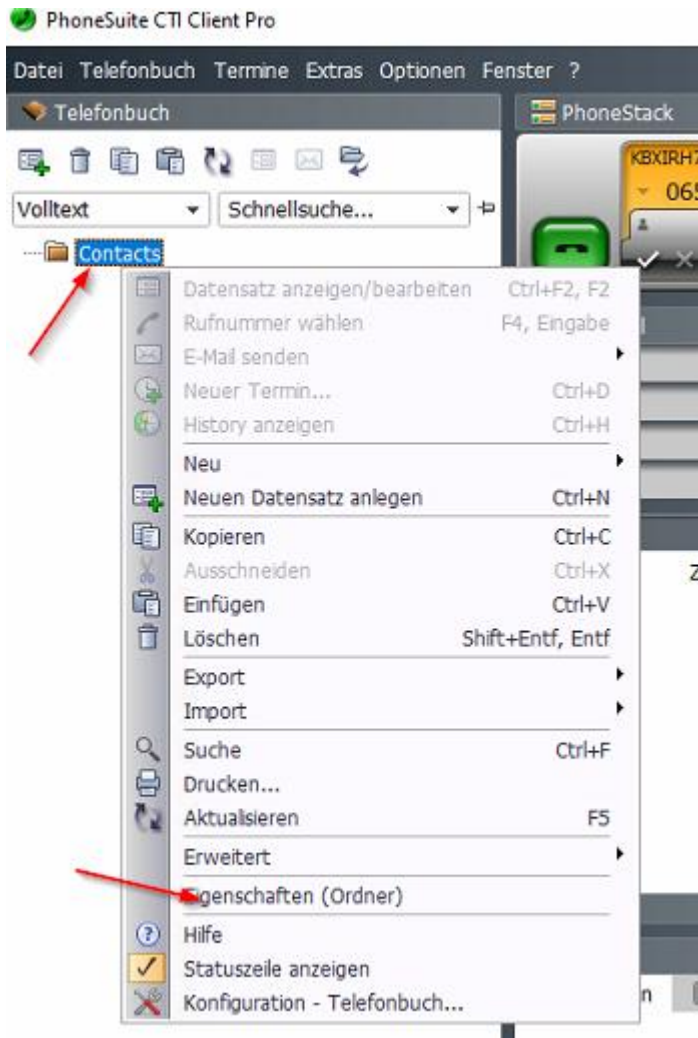 PhoneSuite CTI Client Pro
Datei Telefonbuch Termine Extras Optionen Fenster ?
Telefonbuch
PhoneStack
Volltext
Schnellsuche...
Contacts
Datensatz anzeigen/bearbeiten Ctrl+F2, F2
Rufnummer wählen F4, Eingabe
E-Mail senden
Neuer Termin... Ctrl+D
History anzeigen Ctrl+H
Neu
Neuen Datensatz anlegen Ctrl+N
Kopieren Ctrl+C
Ausschneiden Ctrl+X
Einfügen Ctrl+V
Löschen Shift+Entf, Entf
Export
Import
Suche Ctrl+F
Drucken...
Aktualisieren F5
Erweitert
Eigenschaften (Ordner)
Hilfe
Statuszeile anzeigen
Konfiguration - Telefonbuch...